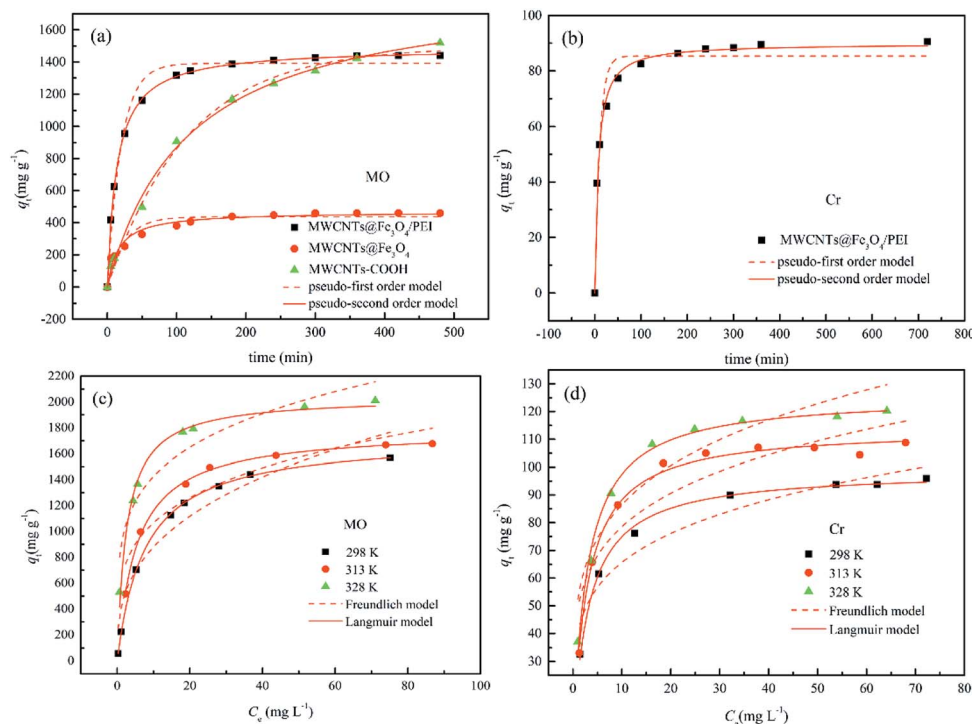 (a)
1600
1400
1200
1000
800
600
400
200
0
-200
qt(mg g-1)
MO
MWCNTs@Fe3O4/PEI
MWCNTs@Fe3O4
MWCNTs-COOH
pseudo-first order model
pseudo-second order model
0 100 200 300 400 500
time (min)
(b)
100
80
60
40
20
0
qt (mg g-1)
Cr
MWCNTs@Fe3O4/PEI
pseudo-first order model
pseudo-second order model
-100 0 100 200 300 400 500 600 700 800
time (min)
(c)
2200
2000
1800
1600
1400
1200
1000
800
600
400
200
0
qt(mg g-1)
MO
298 K
313 K
328 K
Freundlich model
Langmuir model
0 20 40 60 80 100
Ce (mg L-1)
(d)
130
120
110
100
90
80
70
60
50
40
30
qt (mg g-1)
Cr
298 K
313 K
328 K
Freundlich model
Langmuir model
0 10 20 30 40 50 60 70 80
Ce(mg L-1)